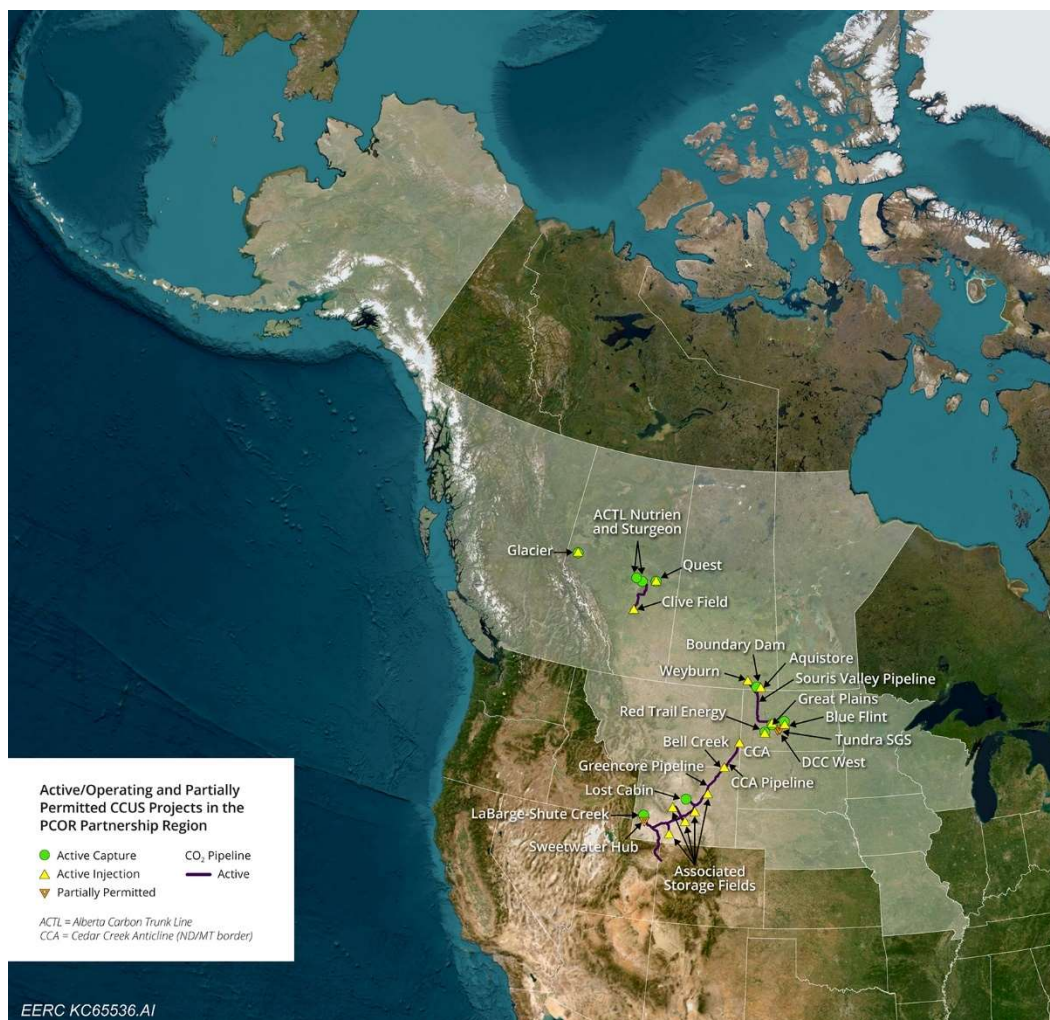 ACTL Nutrien
and Sturgeon
Glacier
Quest
Clive Field
Boundary Dam
Weyburn
Aquistore
Souris Valley Pipeline
Great Plains
Red Trail Energy
Blue Flint
Tundra SGS
Bell Creek
CCA
DCC West
Greencore Pipeline
CCA Pipeline
Lost Cabin
LaBarge-Shute Creek
Sweetwater Hub
Associated
Storage Fields
Active/Operating and Partially
Permitted CCUS Projects in the
PCOR Partnership Region
Active Capture
CO₂ Pipeline
Active Injection
Active
Partially Permitted
ACTL = Alberta Carbon Trunk Line
CCA = Cedar Creek Anticline (ND/MT border)
EERC KC65536.AI